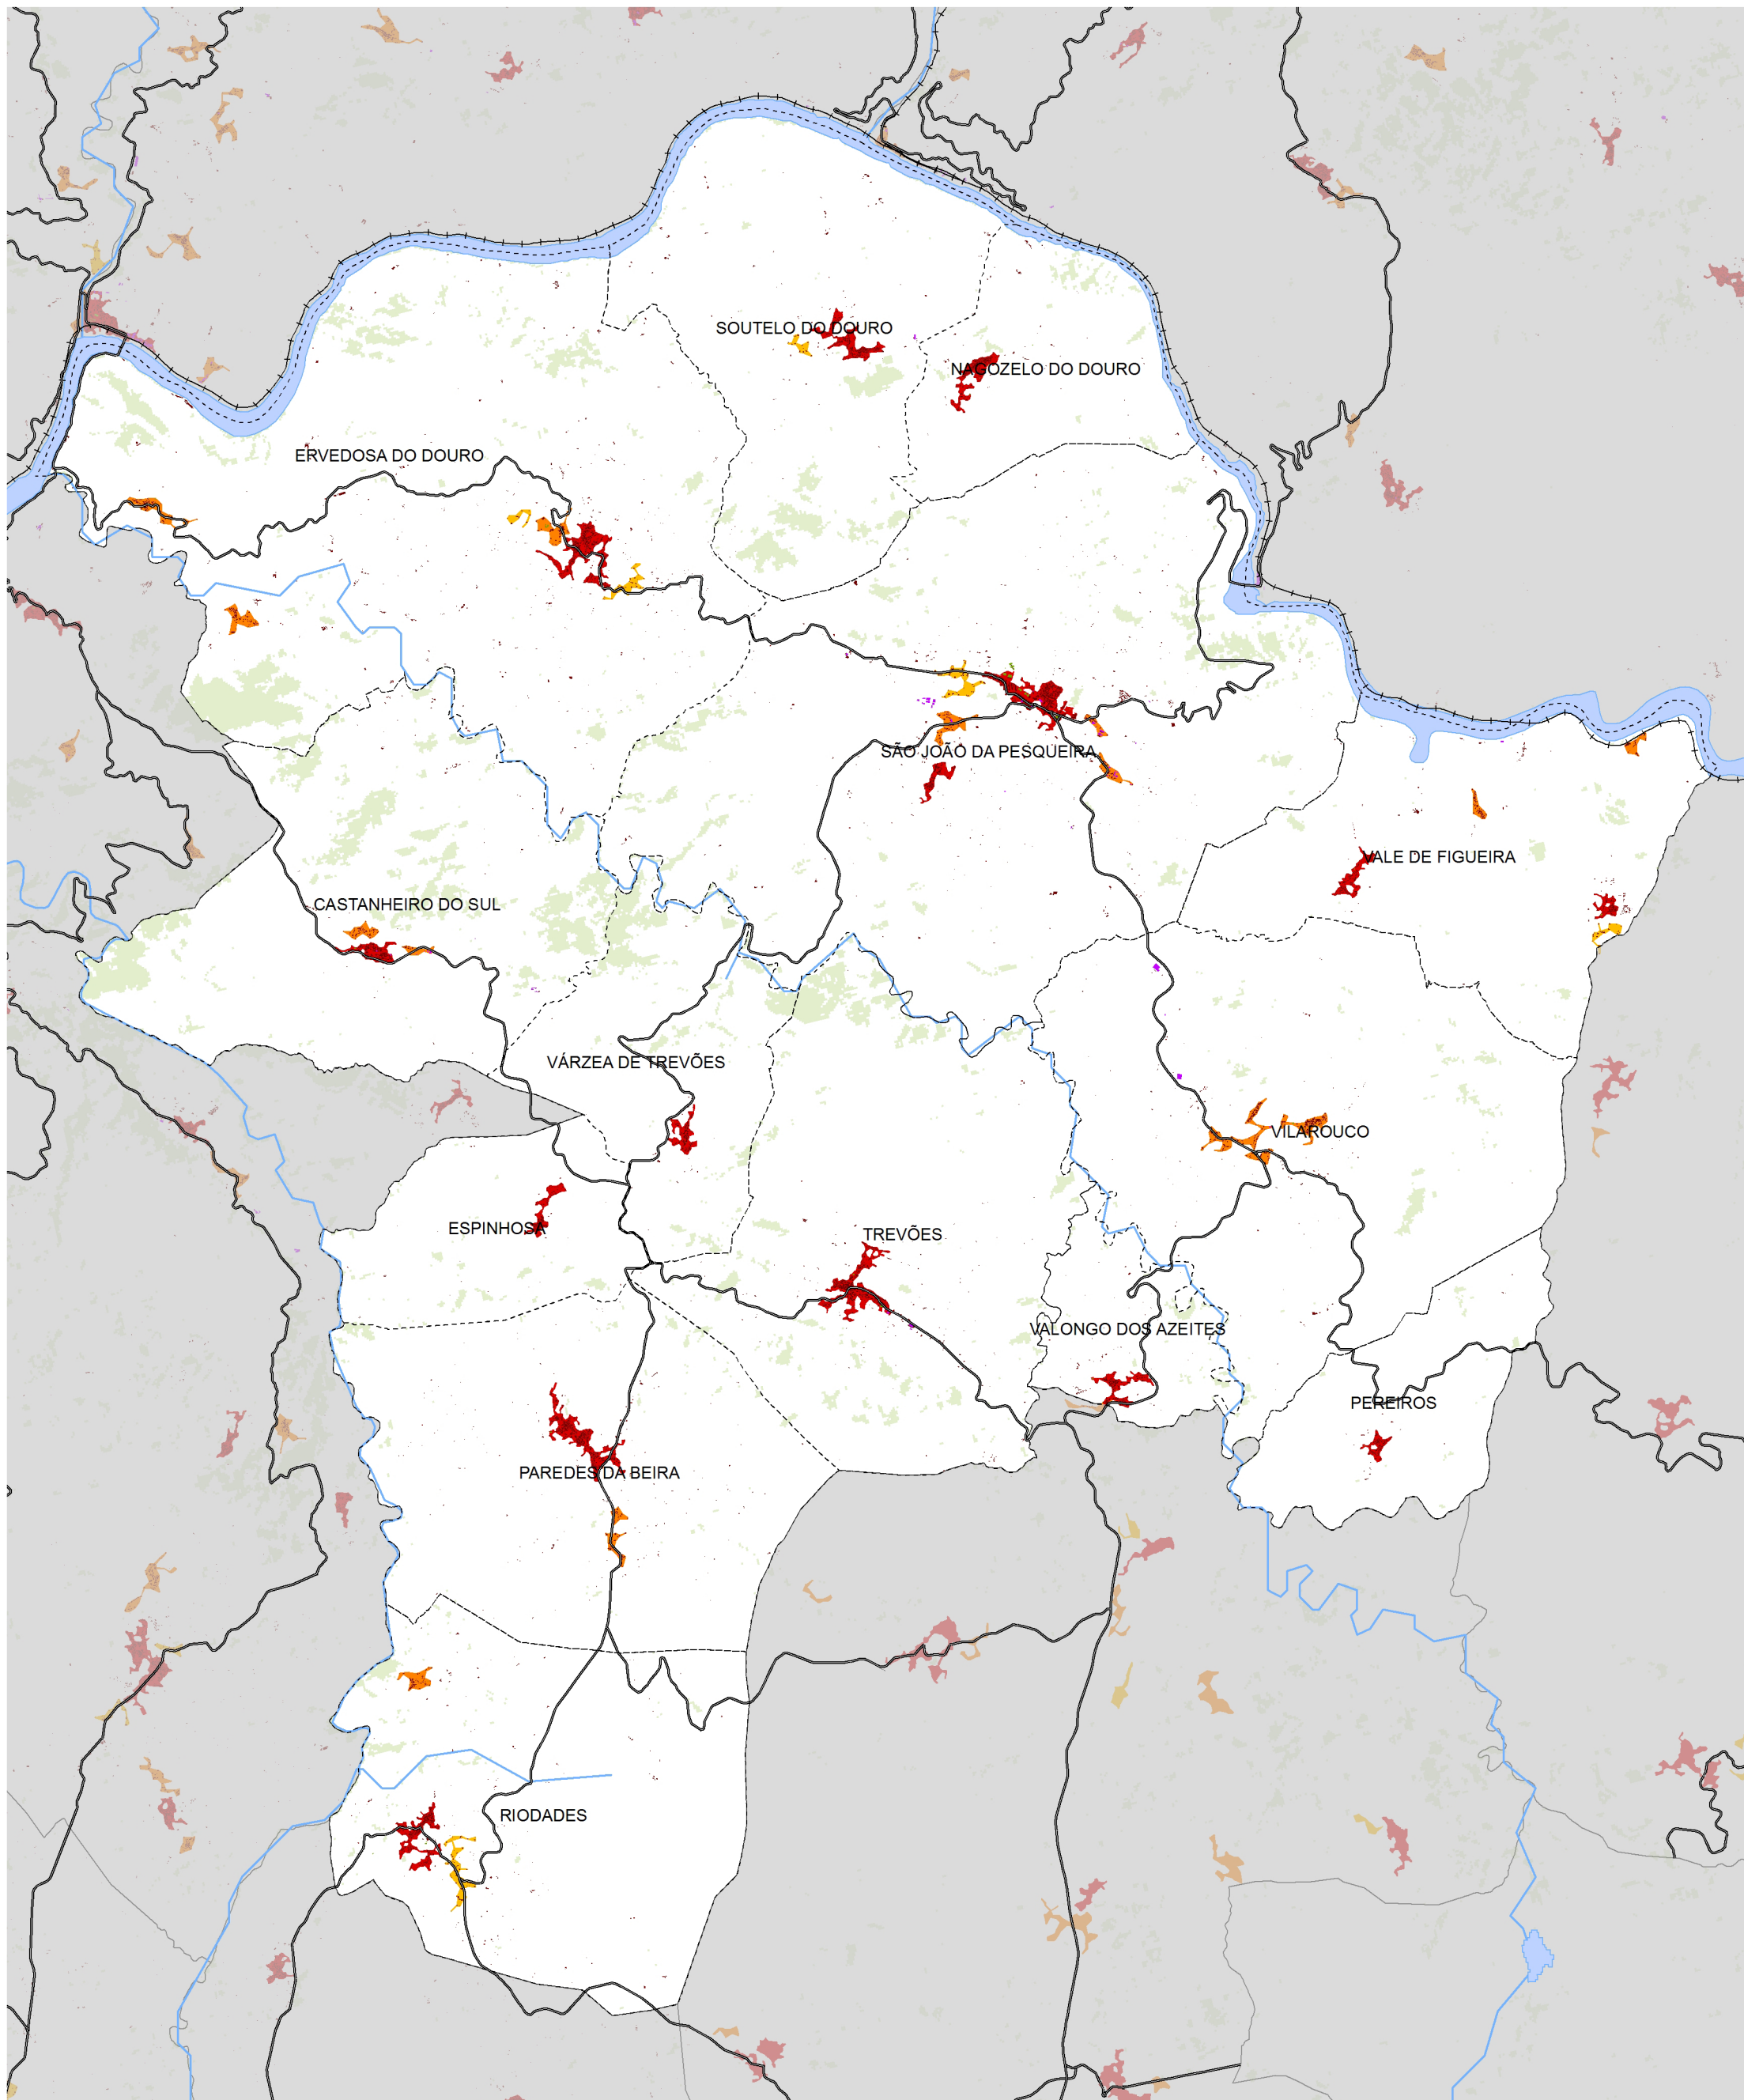 SOUTELO DO DOURO
NAGOZELO DO DOURO
ERVEDOSA DO DOURO
SÃO JOÃO DA PESQUEIRA
VALE DE FIGUEIRA
CASTANHEIRO DO SUL
VÁRZEA DE TREVÕES
VILAROUCO
ESPINHOSA
TREVÕES
VALONGO DOS AZEITES
PEREIROS
PAREDES DA BEIRA
RIODADES